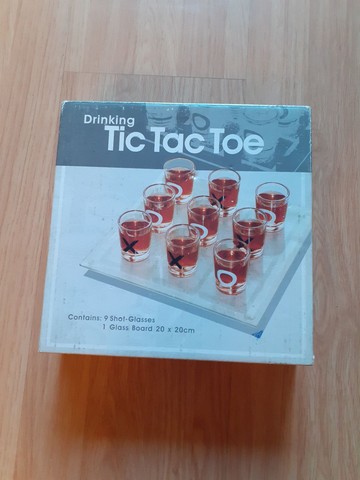 Drinking
Tic Tac Toe
X
O
X
O
X
O
Contains: 9 Shot-Glasses
1 Glass Board 20 x 20cm